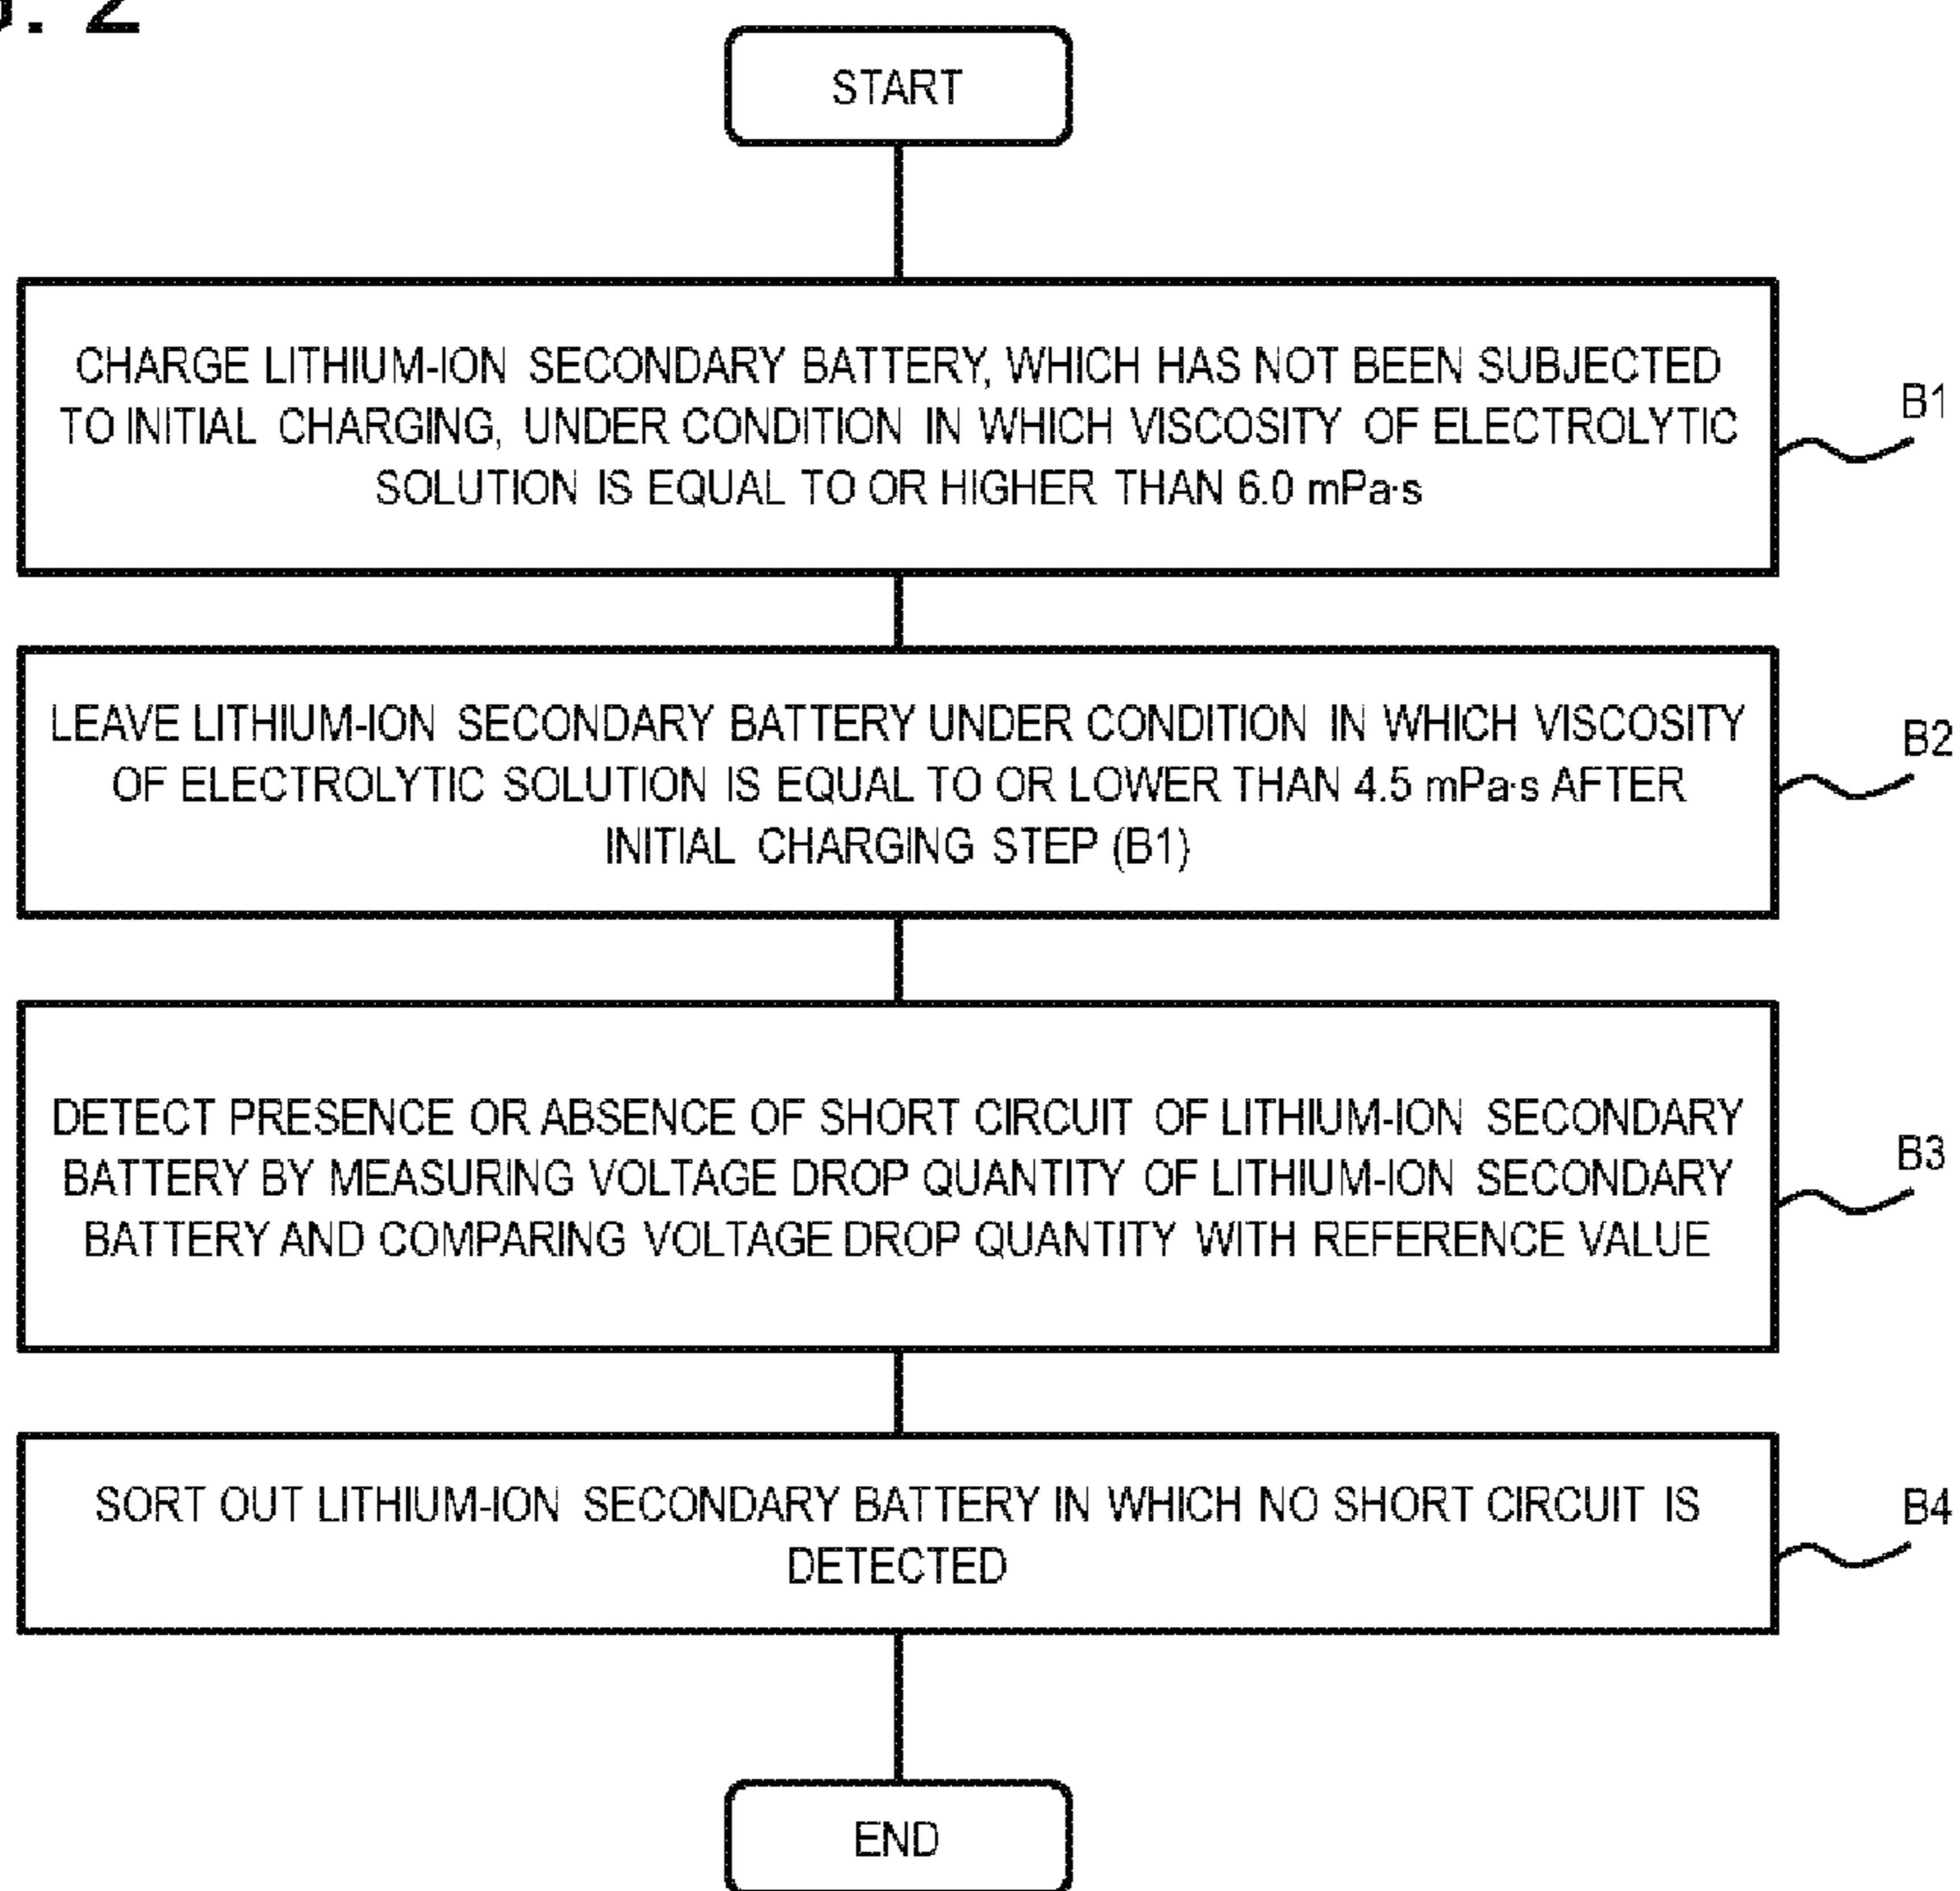 2
START
CHARGE LITHIUM-ION SECONDARY BATTERY, WHICH HAS NOT BEEN SUBJECTED
TO INITIAL CHARGING, UNDER CONDITION IN WHICH VISCOSITY OF ELECTROLYTIC
SOLUTION IS EQUAL TO OR HIGHER THAN 6.0 mPa·s
B1
LEAVE LITHIUM-ION SECONDARY BATTERY UNDER CONDITION IN WHICH VISCOSITY
OF ELECTROLYTIC SOLUTION IS EQUAL TO OR LOWER THAN 4.5 mPa·s AFTER
INITIAL CHARGING STEP (B1)
B2
DETECT PRESENCE OR ABSENCE OF SHORT CIRCUIT OF LITHIUM-ION SECONDARY
BATTERY BY MEASURING VOLTAGE DROP QUANTITY OF LITHIUM-ION SECONDARY
BATTERY AND COMPARING VOLTAGE DROP QUANTITY WITH REFERENCE VALUE
B3
SORT OUT LITHIUM-ION SECONDARY BATTERY IN WHICH NO SHORT CIRCUIT IS
DETECTED
B4
END